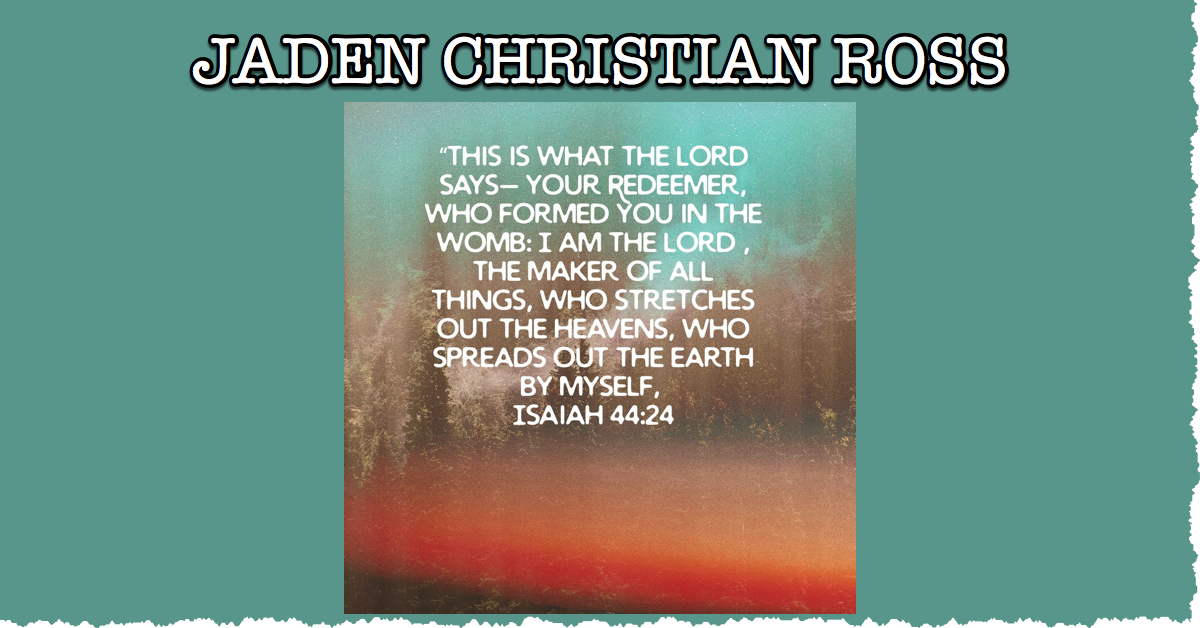 JADEN CHRISTIAN ROSS
“THIS IS WHAT THE LORD
SAYS— YOUR REDEEMER,
WHO FORMED YOU IN THE
WOMB: I AM THE LORD ,
THE MAKER OF ALL
THINGS, WHO STRETCHES
OUT THE HEAVENS, WHO
SPREADS OUT THE EARTH
BY MYSELF,
ISAIAH 44:24